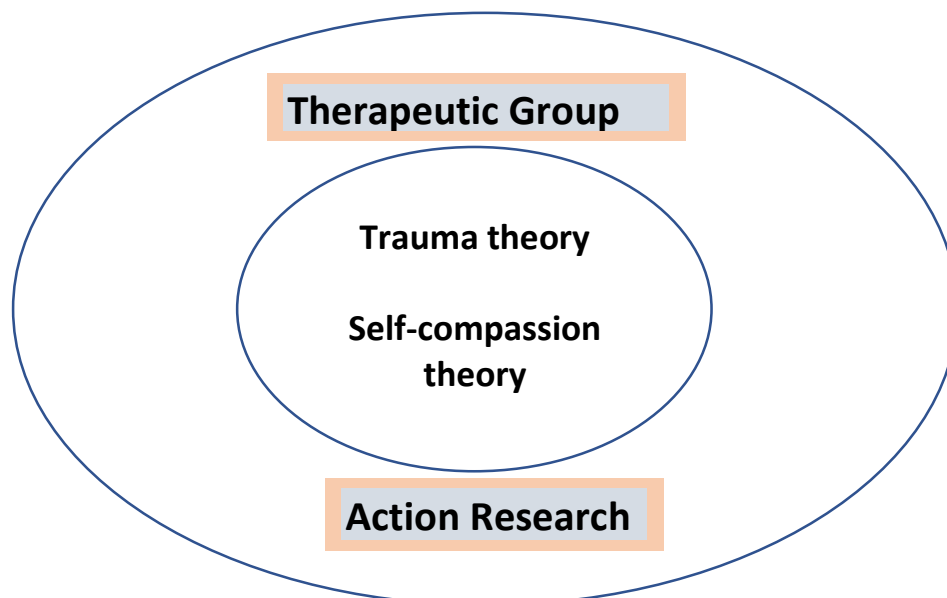 Therapeutic Group
Trauma theory
Self-compassion
theory
Action Research